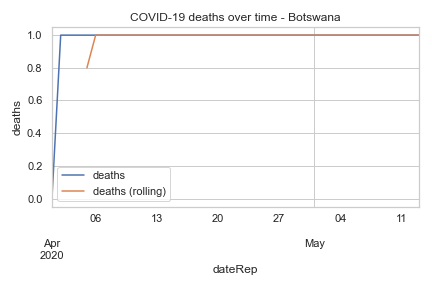 COVID-19 deaths over time - Botswana
deaths
1.0
0.8
0.6
0.4
0.2
0.0
deaths
deaths (rolling)
06 13 20 27 04 11
Apr May
2020
dateRep